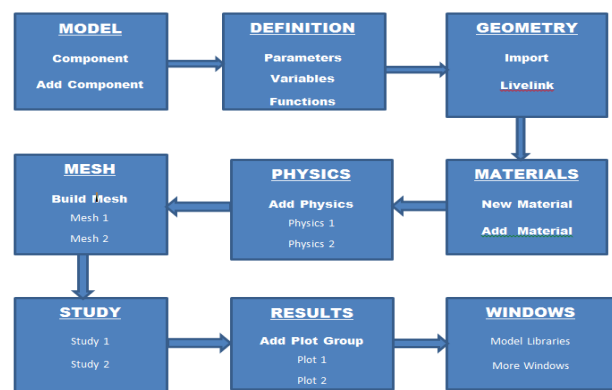 MODEL
Component
Add Component
DEFINITION
Parameters
Variables
Functions
GEOMETRY
Import
Livelink
MESH
Build Mesh
Mesh 1
Mesh 2
PHYSICS
Add Physics
Physics 1
Physics 2
MATERIALS
New Material
Add Material
STUDY
Study 1
Study 2
RESULTS
Add Plot Group
Plot 1
Plot 2
WINDOWS
Model Libraries
More Windows